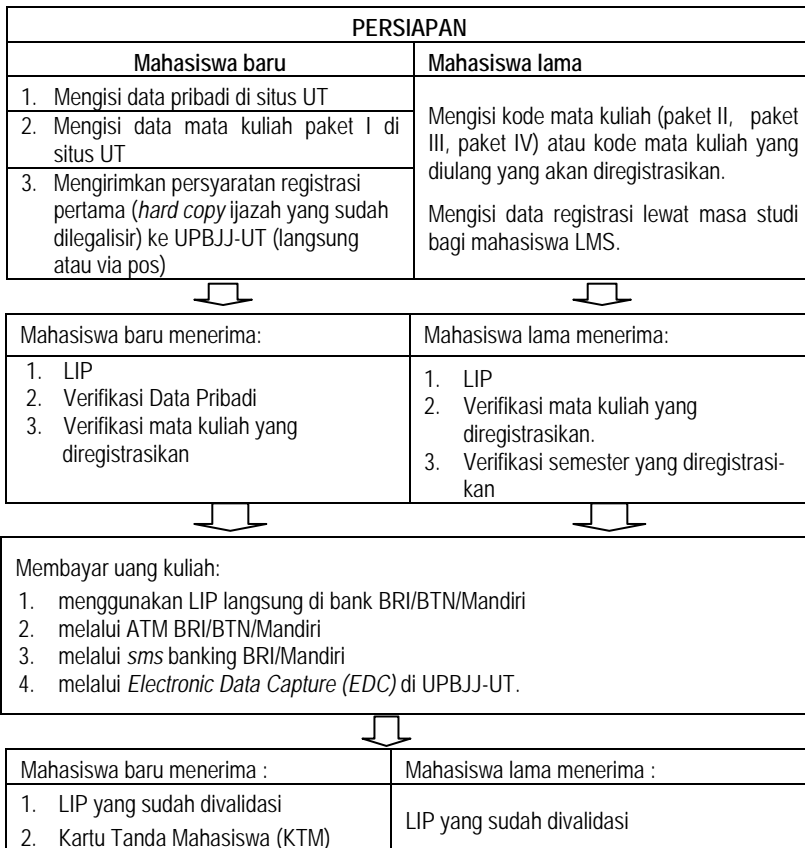 PERSIAPAN
Mahasiswa baru
1. Mengisi data pribadi di situs UT
2. Mengisi data mata kuliah paket I di
situs UT
3. Mengirimkan persyaratan registrasi
pertama (hard copy ijazah yang sudah
dilegalisir) ke UPBJJ-UT (langsung
atau via pos)
Mahasiswa lama
Mengisi kode mata kuliah (paket II, paket
III, paket IV) atau kode mata kuliah yang
diulang yang akan diregistrasikan.
Mengisi data registrasi lewat masa studi
bagi mahasiswa LMS.
Mahasiswa baru menerima:
1. LIP
2. Verifikasi Data Pribadi
3. Verifikasi mata kuliah yang
diregistrasikan
Mahasiswa lama menerima:
1. LIP
2. Verifikasi mata kuliah yang
diregistrasikan.
3. Verifikasi semester yang diregistrasi-
kan
Membayar uang kuliah:
1. menggunakan LIP langsung di bank BRI/BTN/Mandiri
2. melalui ATM BRI/BTN/Mandiri
3. melalui sms banking BRI/Mandiri
4. melalui Electronic Data Capture (EDC) di UPBJJ-UT.
Mahasiswa baru menerima :
1. LIP yang sudah divalidasi
2. Kartu Tanda Mahasiswa (KTM)
Mahasiswa lama menerima :
LIP yang sudah divalidasi